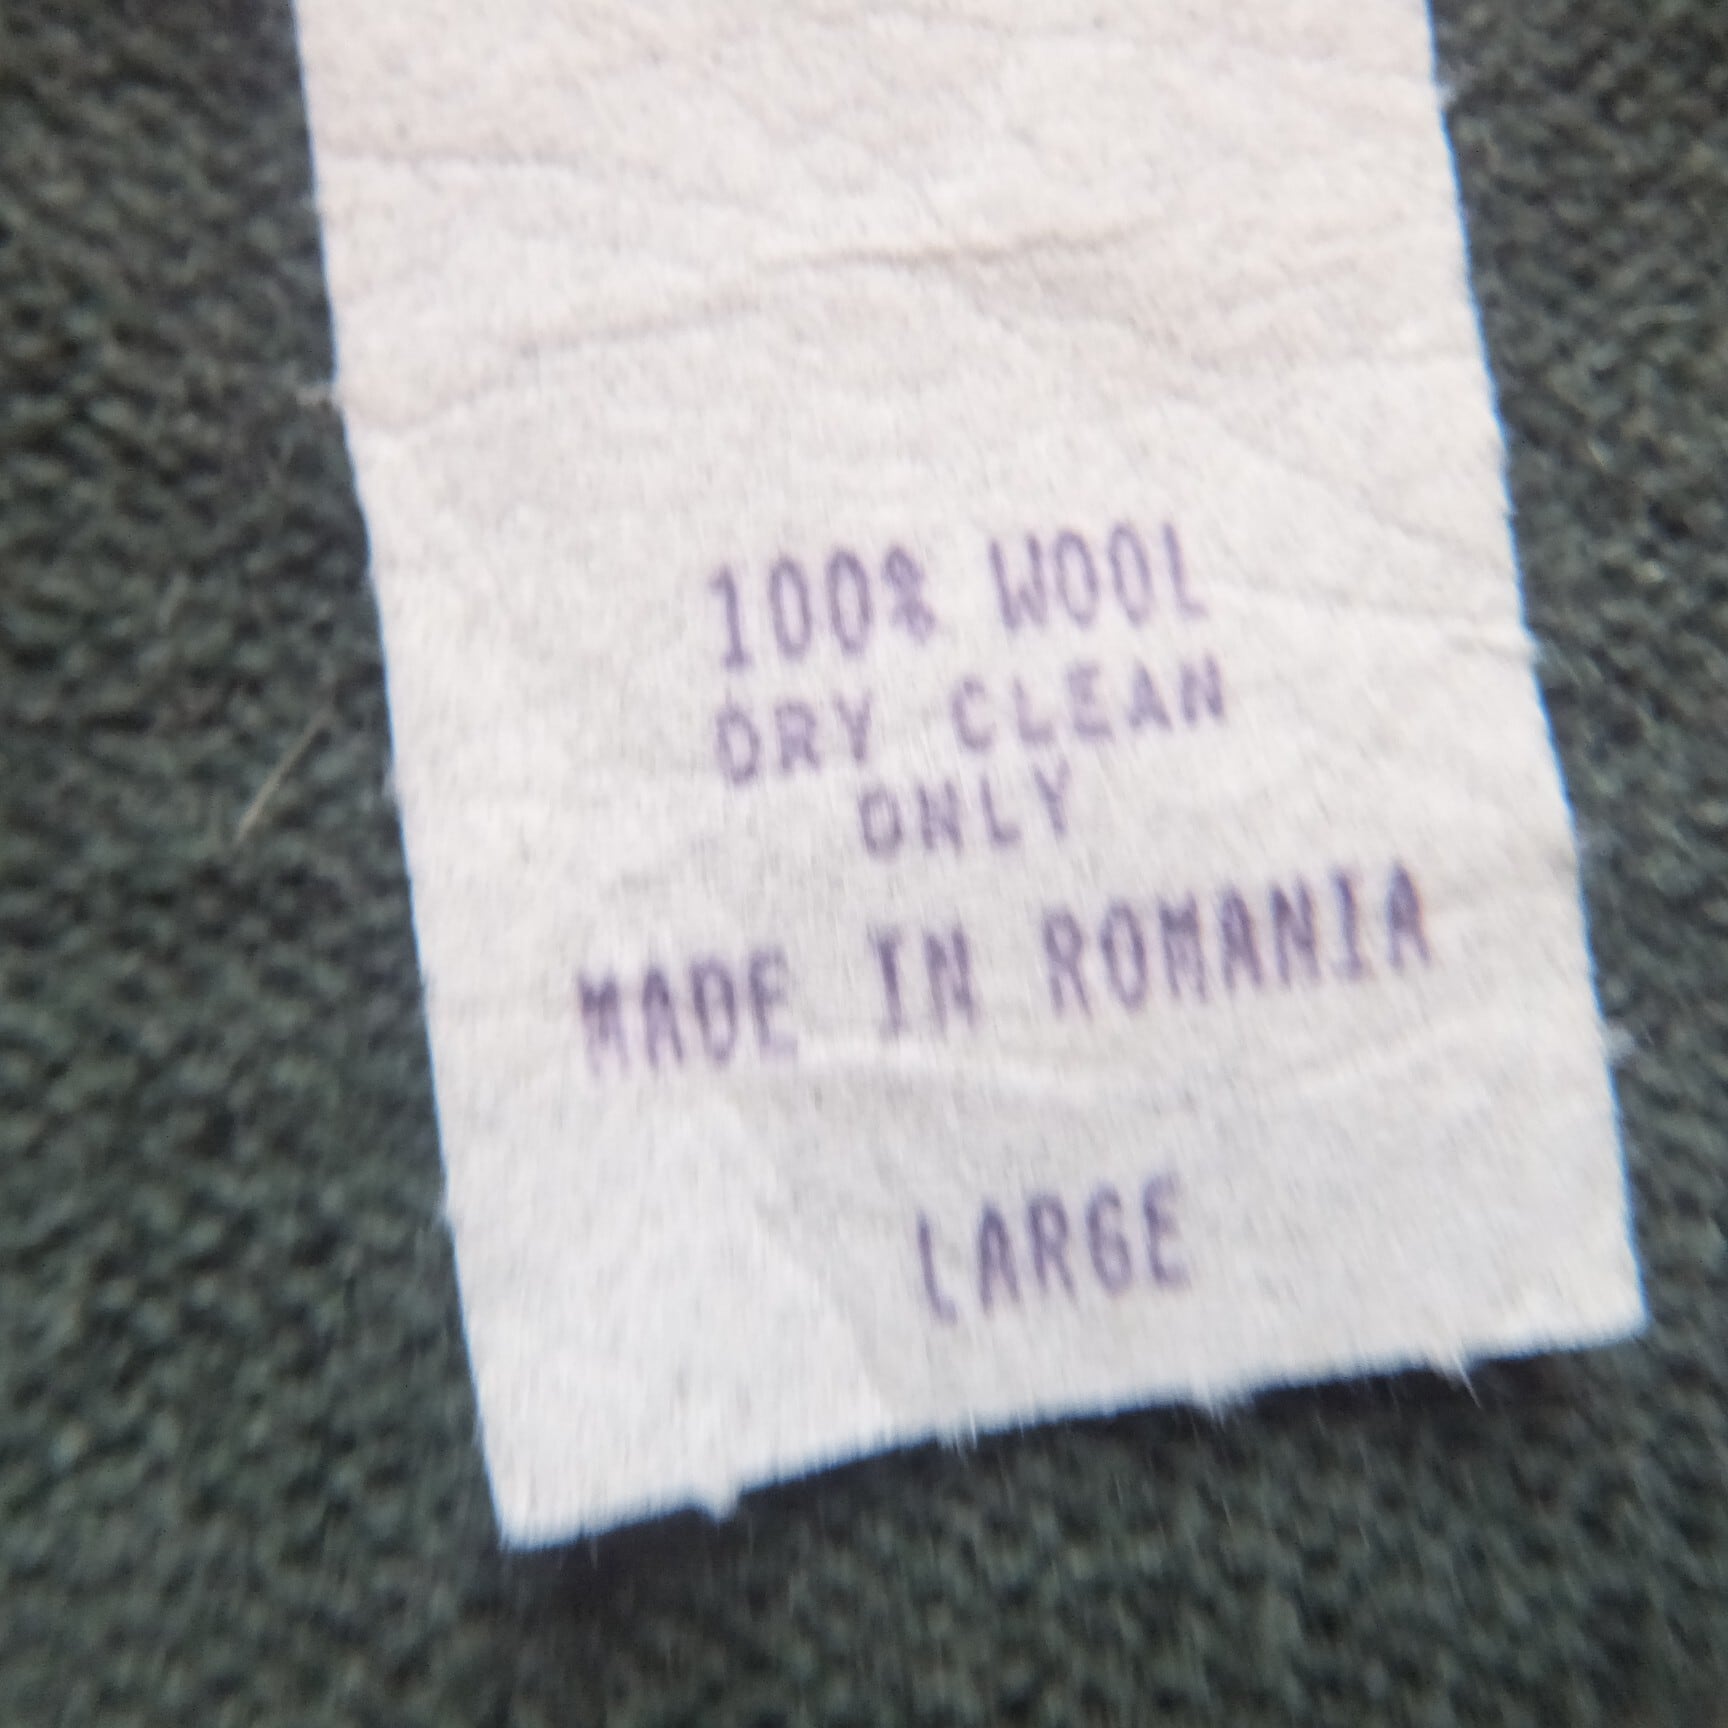 100% WOOL
DRY CLEAN
ONLY
MADE IN ROMANIA
LARGE